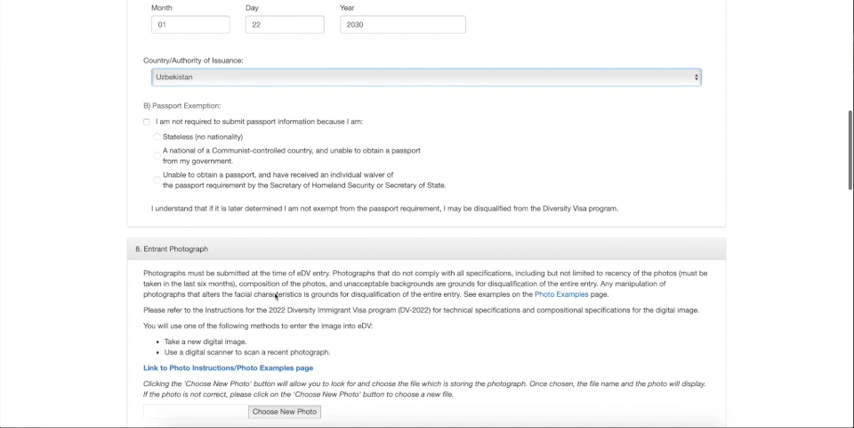 Month Day Year
01 22 2030
Country/Authority of Issuance:
Uzbekistan
B) Passport Exemption:
I am not required to submit passport information because I am:
Stateless (no nationality)
A national of a Communist-controlled country, and unable to obtain a passport
from my government.
Unable to obtain a passport, and have received an individual waiver of
the passport requirement by the Secretary of Homeland Security or Secretary of State.
I understand that if it is later determined I am not exempt from the passport requirement, I may be disqualified from the Diversity Visa program.
8. Entrant Photograph
Photographs must be submitted at the time of eDV entry. Photographs that do not comply with all specifications, including but not limited to recency of the photos (must be
taken in the last six months), composition of the photos, and unacceptable backgrounds are grounds for disqualification of the entire entry. Any manipulation of
photographs that alters the facial characteristics is grounds for disqualification of the entire entry. See examples on the Photo Examples page.
Please refer to the Instructions for the 2022 Diversity Immigrant Visa program (DV-2022) for technical specifications and compositional specifications for the digital image.
You will use one of the following methods to enter the image into eDV:
• Take a new digital image.
• Use a digital scanner to scan a recent photograph.
Link to Photo Instructions/Photo Examples page
Clicking the 'Choose New Photo' button will allow you to look for and choose the file which is storing the photograph. Once chosen, the file name and the photo will display.
If the photo is not correct, please click on the 'Choose New Photo' button to choose a new file.
Choose New Photo